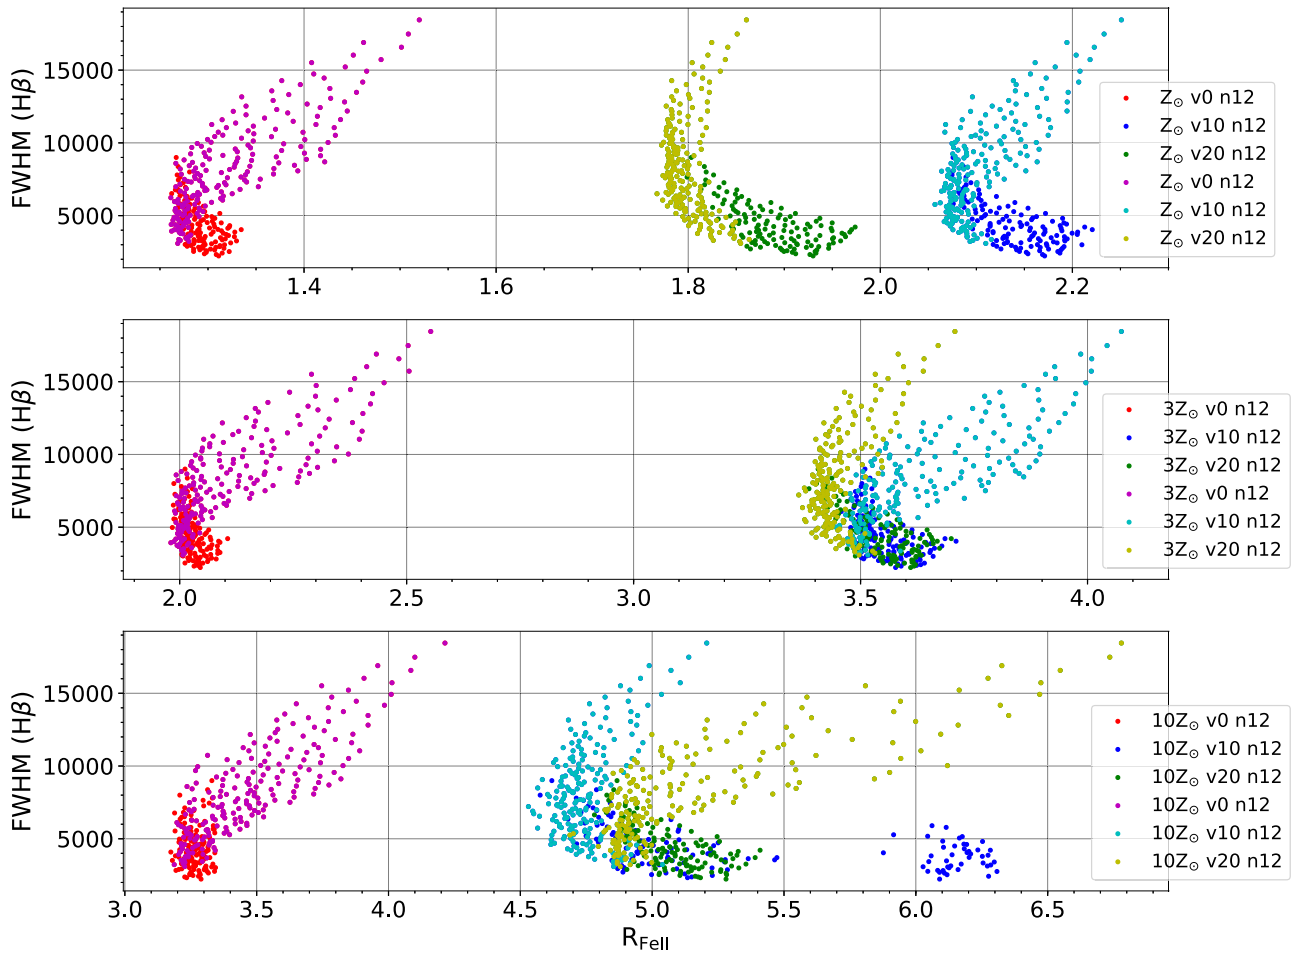 FWHM (Hβ)
15000
10000
5000
1.4
1.6
1.8
2.0
2.2
Z☉ v0 n12
Z☉ v10 n12
Z☉ v20 n12
Z☉ v0 n12
Z☉ v10 n12
Z☉ v20 n12
FWHM (Hβ)
15000
10000
5000
2.0
2.5
3.0
3.5
4.0
3Z☉ v0 n12
3Z☉ v10 n12
3Z☉ v20 n12
3Z☉ v0 n12
3Z☉ v10 n12
3Z☉ v20 n12
FWHM (Hβ)
15000
10000
5000
3.0
3.5
4.0
4.5
5.0
5.5
6.0
6.5
10Z☉ v0 n12
10Z☉ v10 n12
10Z☉ v20 n12
10Z☉ v0 n12
10Z☉ v10 n12
10Z☉ v20 n12
R_FeII